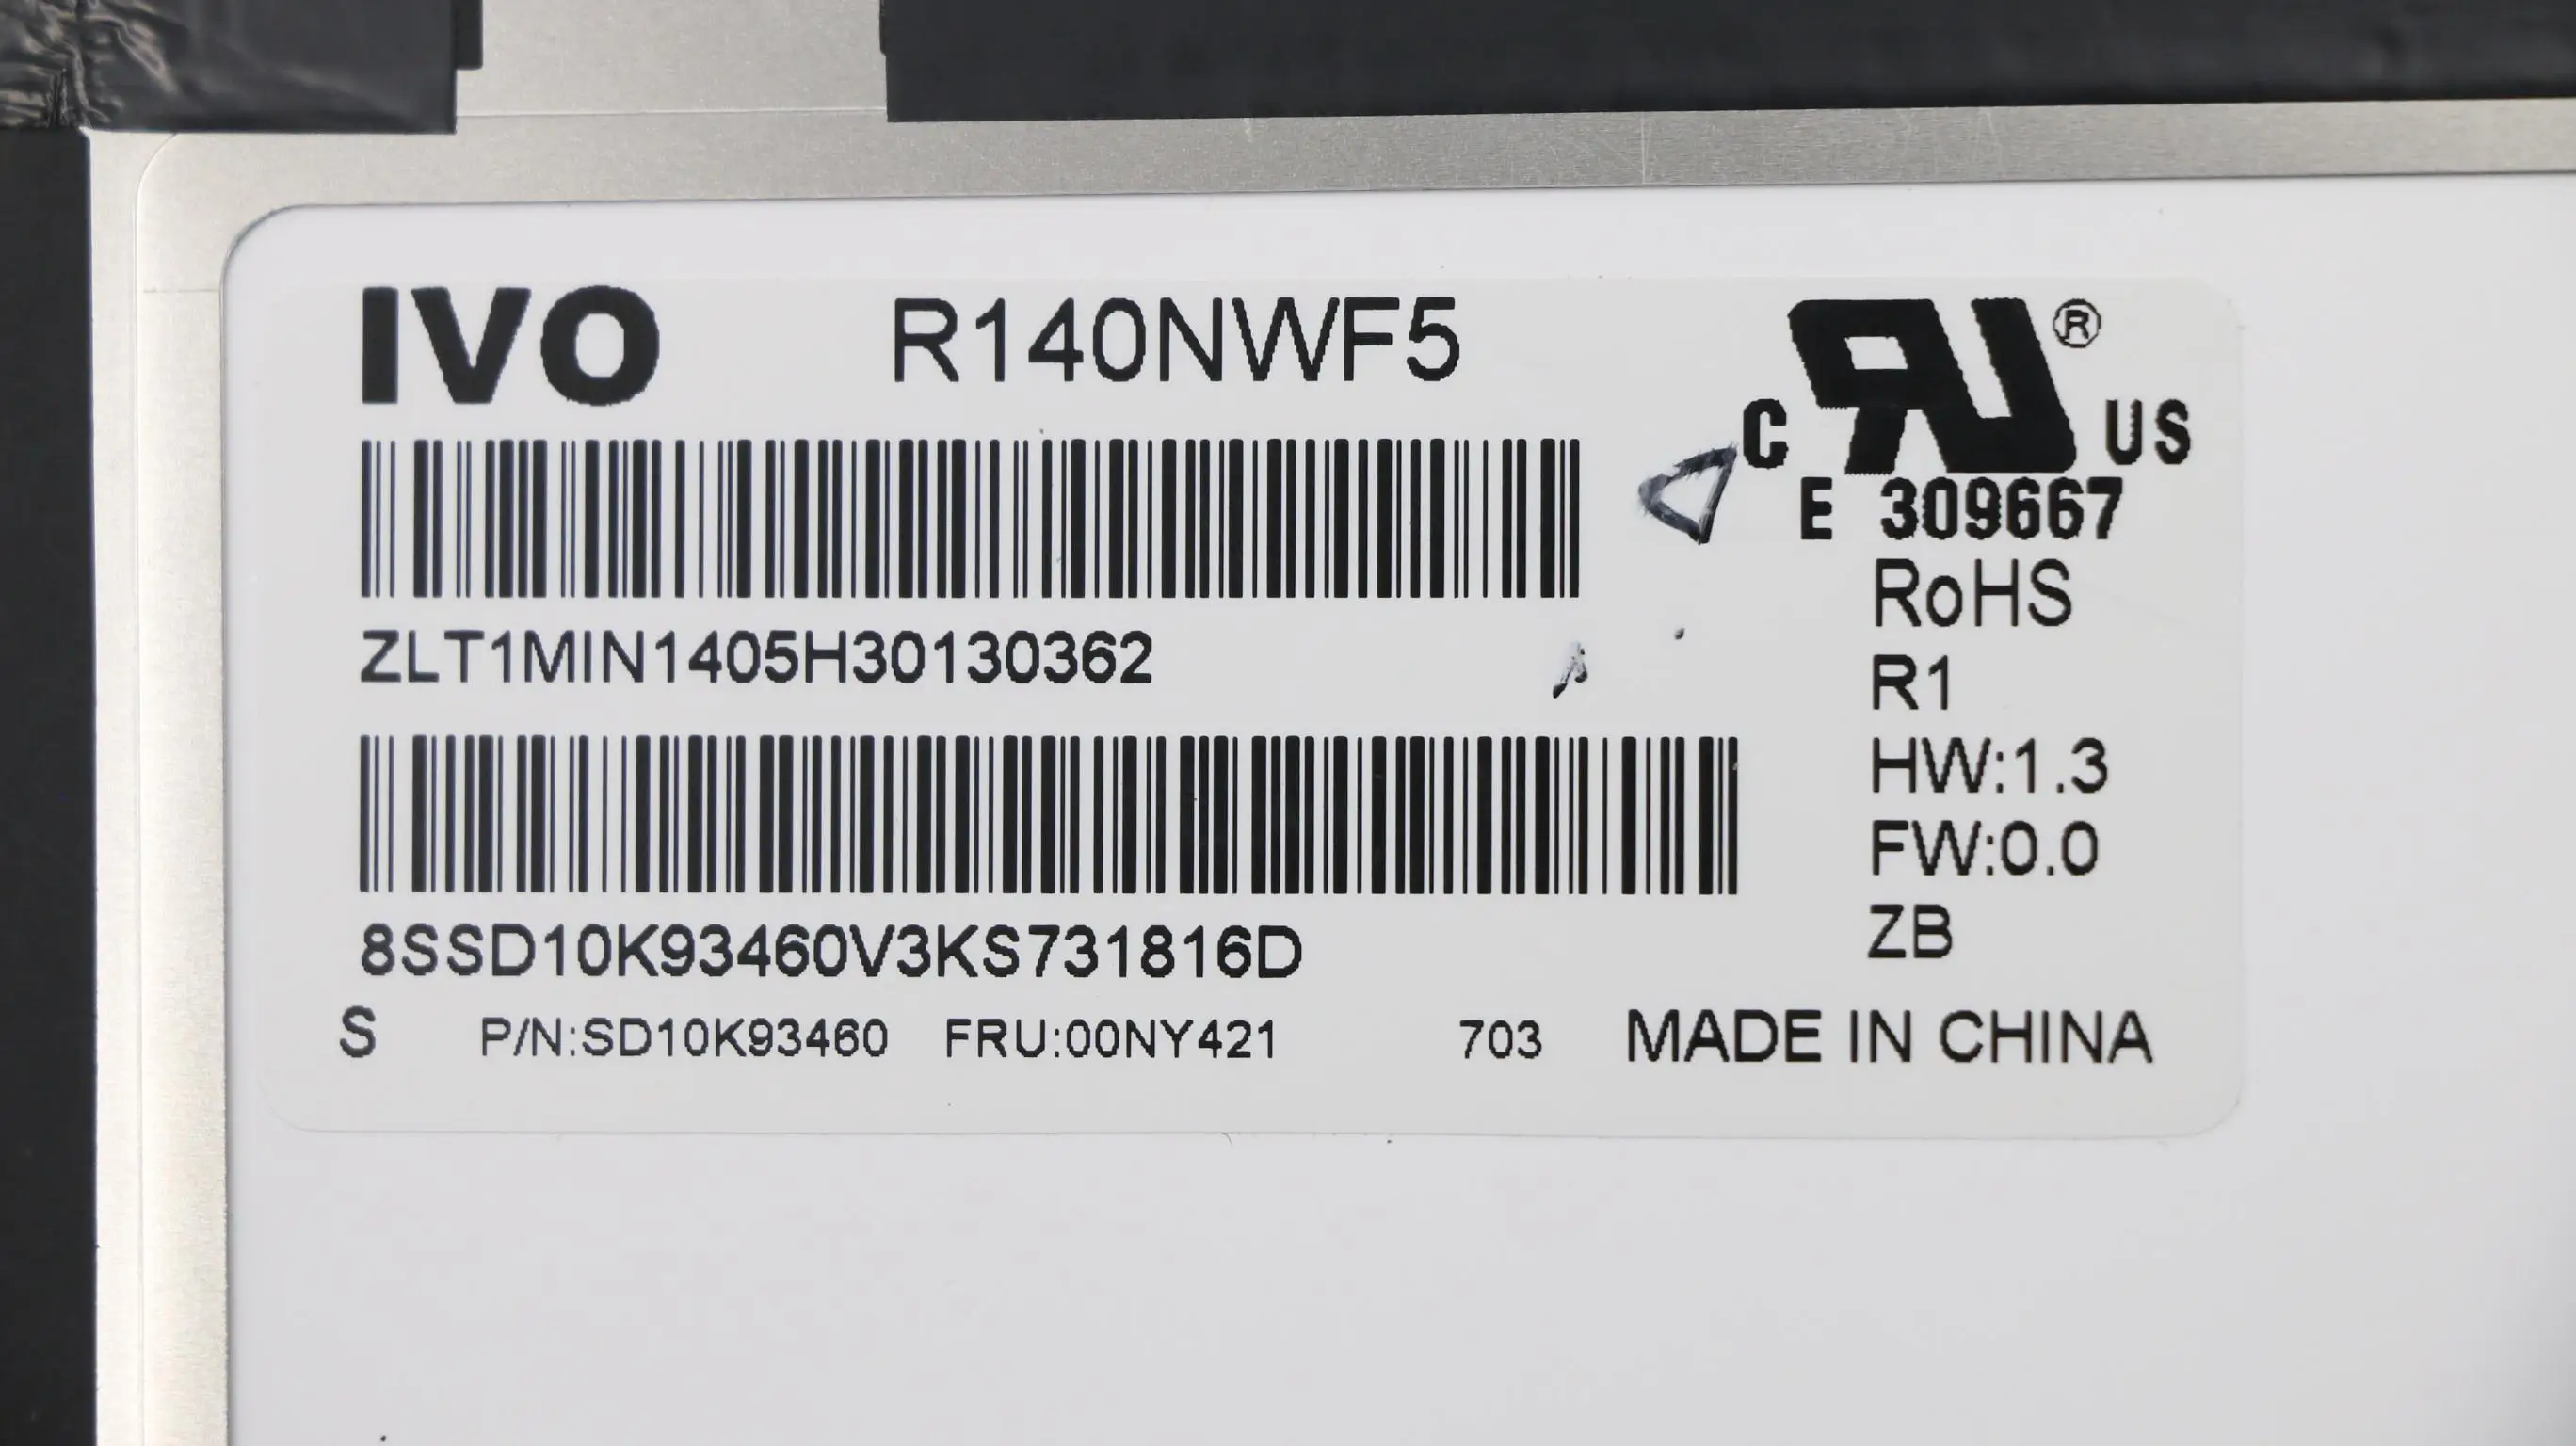 IVO R140NWF5
®
C US
E 309667
ZLT1MIN1405H30130362
RoHS
R1
HW:1.3
FW:0.0
ZB
8SSD10K93460V3KS731816D
S P/N:SD10K93460 FRU:00NY421 703 MADE IN CHINA